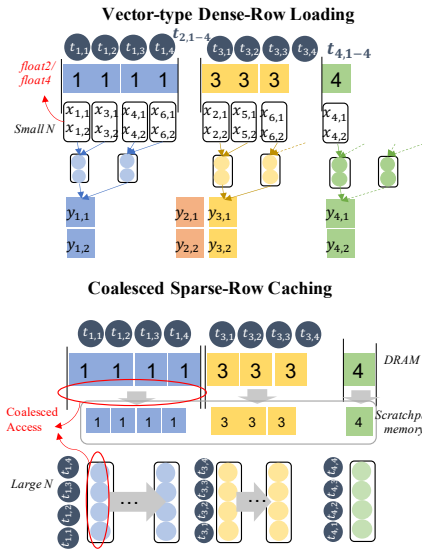 Vector-type Dense-Row Loading
t1,1 t1,2 t1,3 t1,4 t2,1−4 t3,1 t3,2 t3,3 t3,4 t4,1−4
float2/
float4
1 1 1 1 3 3 3 4
Small N
x1,1 x3,1 x4,1 x6,1 x2,1 x5,1 x6,1 x4,1
x1,2 x3,2 x4,2 x6,2 x2,2 x5,2 x6,2 x4,2
y1,1 y2,1 y3,1 y4,1
y1,2 y2,2 y3,2 y4,2
Coalesced Sparse-Row Caching
t1,1 t1,2 t1,3 t1,4 t3,1 t3,2 t3,3 t3,4
1 1 1 1 3 3 3 4
DRAM
Coalesced
Access
1 1 1 1 3 3 3 4
Scratchp
memory
Large N
t1,4 t3,4 t3,4 t4,4
t1,3 ... t3,3 ... t4,3
t1,2 t3,2 t4,2
t1,1 t3,1 t4,1